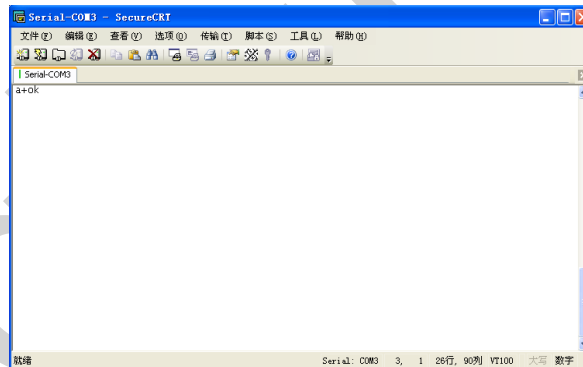 Serial-COM3 - SecureCRT
文件(F) 编辑(E) 查看(V) 选项(O) 传输(T) 脚本(S) 工具(L) 帮助(H)
Serial-COM3
a+ok
就绪 Serial: COM3 3, 1 26行, 90列 VT100 大写 数字